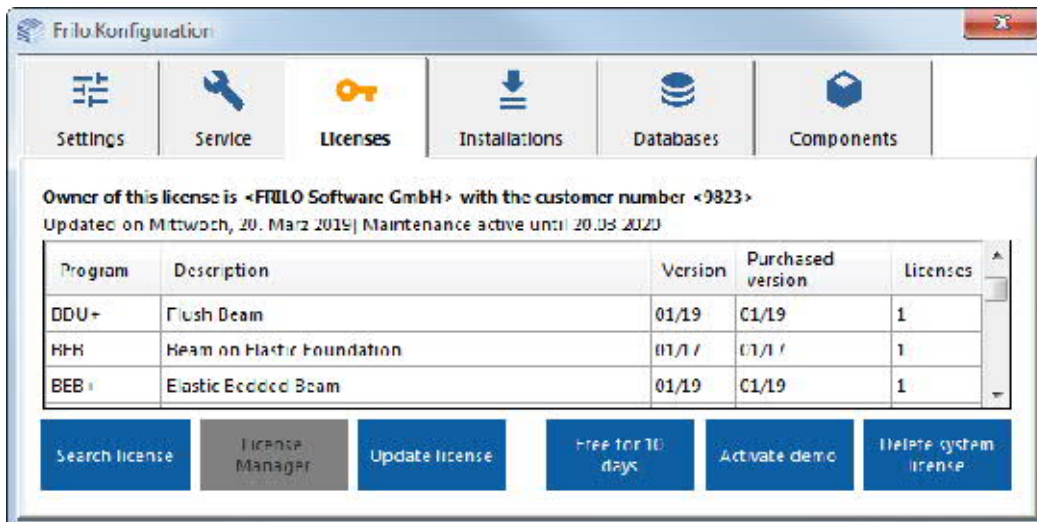 Frilo.Konfiguration
Settings
Service
Licenses
Installations
Databases
Components
Owner of this license is <FRILO Software GmbH> with the customer number <9823>
Updated on Mittwoch, 20. März 2019| Maintenance active until 20.03.2020
Program Description Version Purchased version Licenses
BDU+ Flush Beam 01/19 01/19 1
BEB Beam on Elastic Foundation 01/17 01/17 1
BEB+ Elastic Bedded Beam 01/19 01/19 1
Search license
License
Manager
Update license
Free for 10
days
Activate demo
Delete system
license